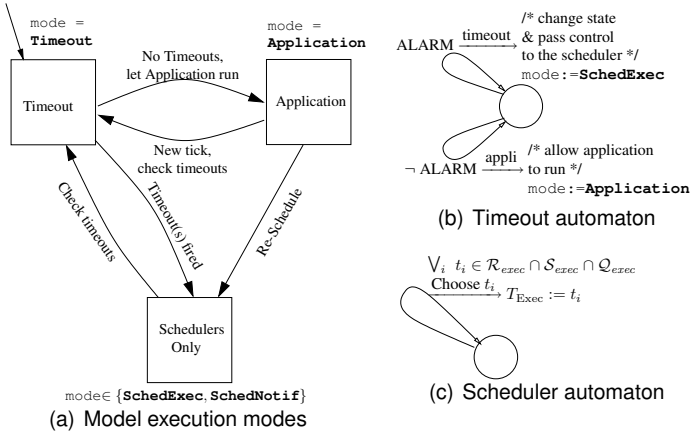 mode =
Timeout
No Timeouts,
let Application run
mode =
Application
Timeout
Application
New tick,
check timeouts
Check timeouts
Timeout(s) fired
Re-Schedule
Schedulers
Only
mode∈ {SchedExec, SchedNotif}
(a) Model execution modes
ALARM timeout /* change state
& pass control
to the scheduler */
mode:=SchedExec
¬ ALARM appli /* allow application
to run */
mode:=Application
(b) Timeout automaton
⋁i ti ∈ Rexec ∩ Sexec ∩ Qexec
Choose ti TExec := ti
(c) Scheduler automaton